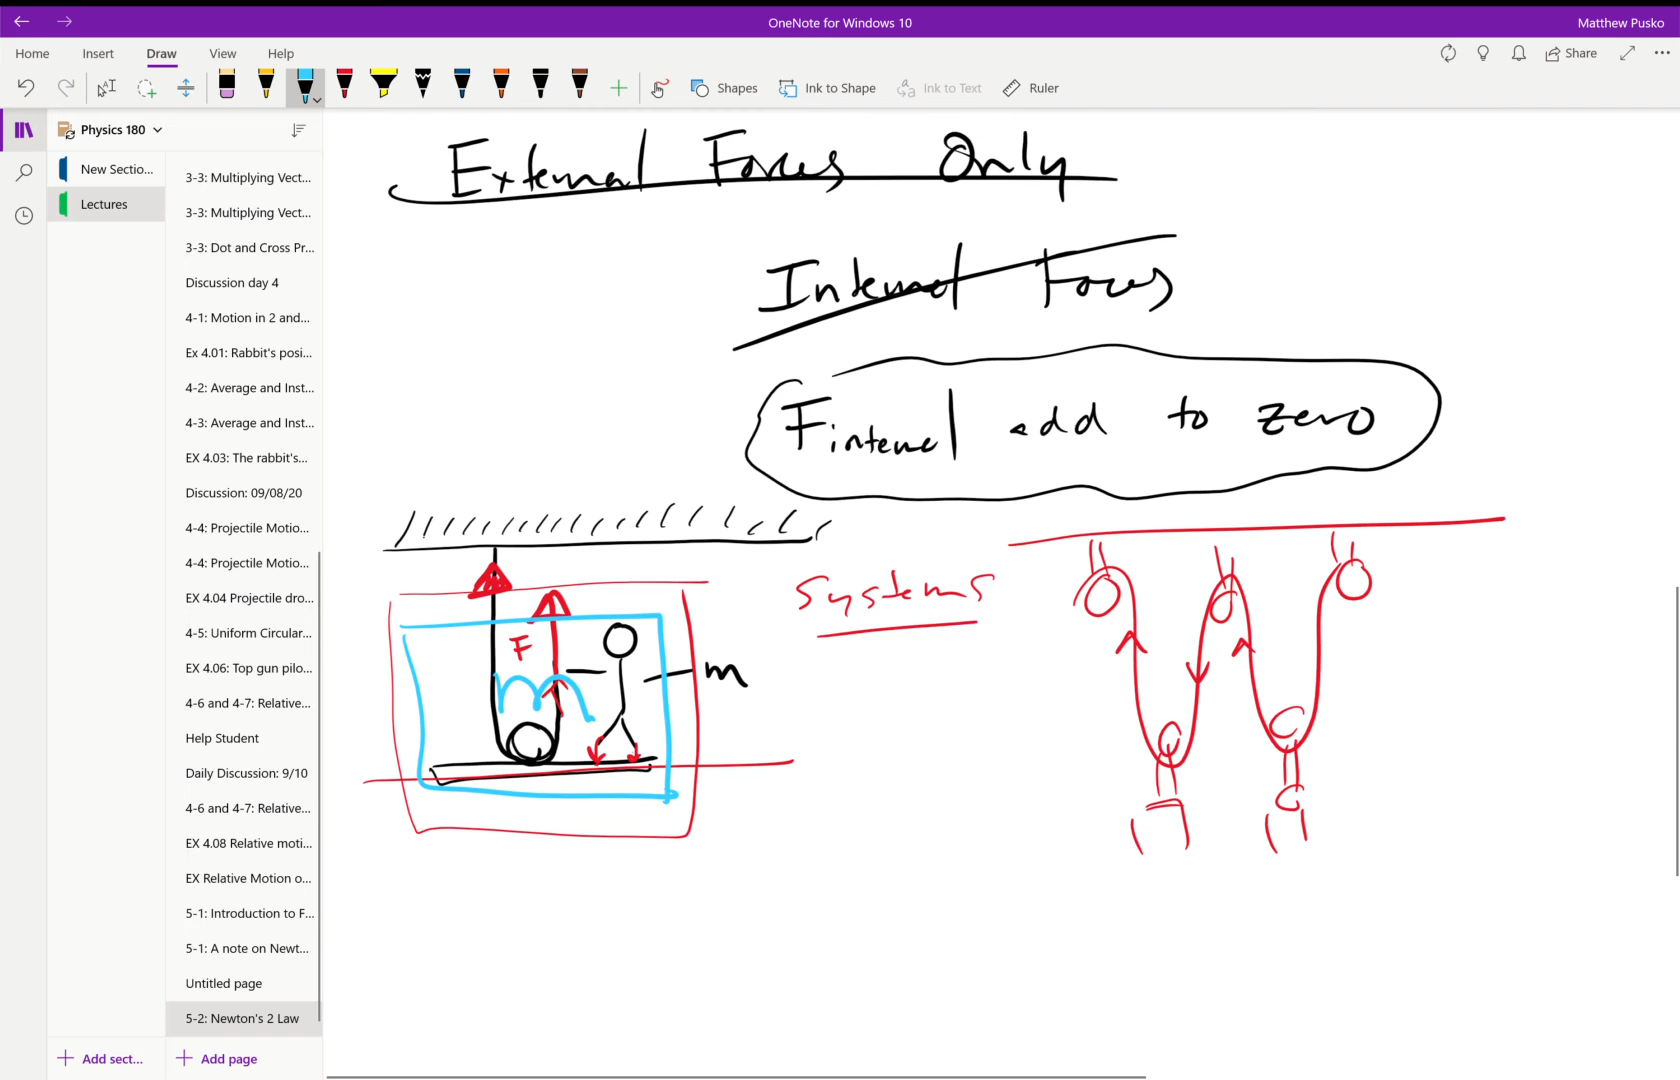 OneNote for Windows 10
Matthew Pusko
Home Insert Draw View Help
Share
Shapes Ink to Shape Ink to Text Ruler
Physics 180
New Sectio...
Lectures
3-3: Multiplying Vect...
3-3: Multiplying Vect...
3-3: Dot and Cross Pr...
Discussion day 4
4-1: Motion in 2 and...
Ex 4.01: Rabbit's posi...
4-2: Average and Inst...
4-3: Average and Inst...
EX 4.03: The rabbit's...
Discussion: 09/08/20
4-4: Projectile Motio...
4-4: Projectile Motio...
EX 4.04 Projectile dro...
4-5: Uniform Circular...
EX 4.06: Top gun pilo...
4-6 and 4-7: Relative...
Help Student
Daily Discussion: 9/10
4-6 and 4-7: Relative...
EX 4.08 Relative moti...
EX Relative Motion o...
5-1: Introduction to F...
5-1: A note on Newt...
Untitled page
5-2: Newton's 2 Law
Add sect...
Add page
External Forces Only
Internal Forces
Finternal add to zero
Systems
F
m